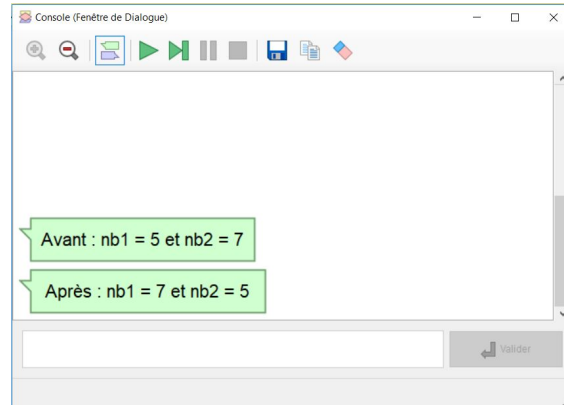 Console (Fenêtre de Dialogue)
Avant : nb1 = 5 et nb2 = 7
Après : nb1 = 7 et nb2 = 5
Valider